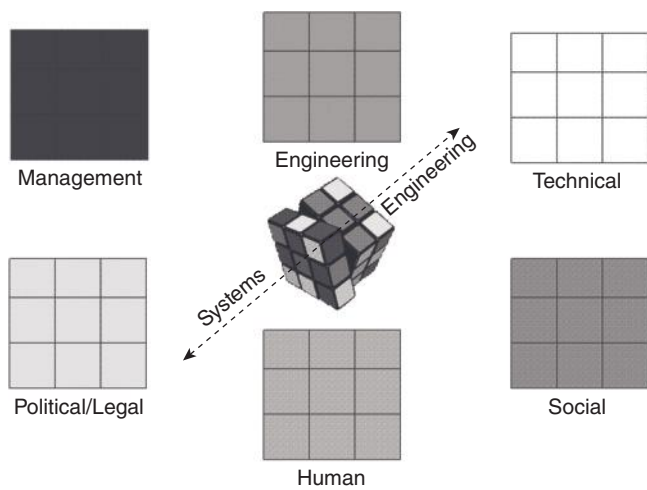 Management
Engineering
Technical
Engineering
Systems
Political/Legal
Human
Social